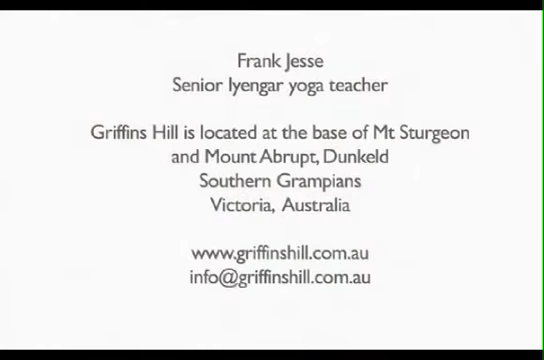 Frank Jesse
Senior Iyengar yoga teacher
Griffins Hill is located at the base of Mt Sturgeon
and Mount Abrupt, Dunkeld
Southern Grampians
Victoria, Australia
www.griffinshill.com.au
info@griffinshill.com.au